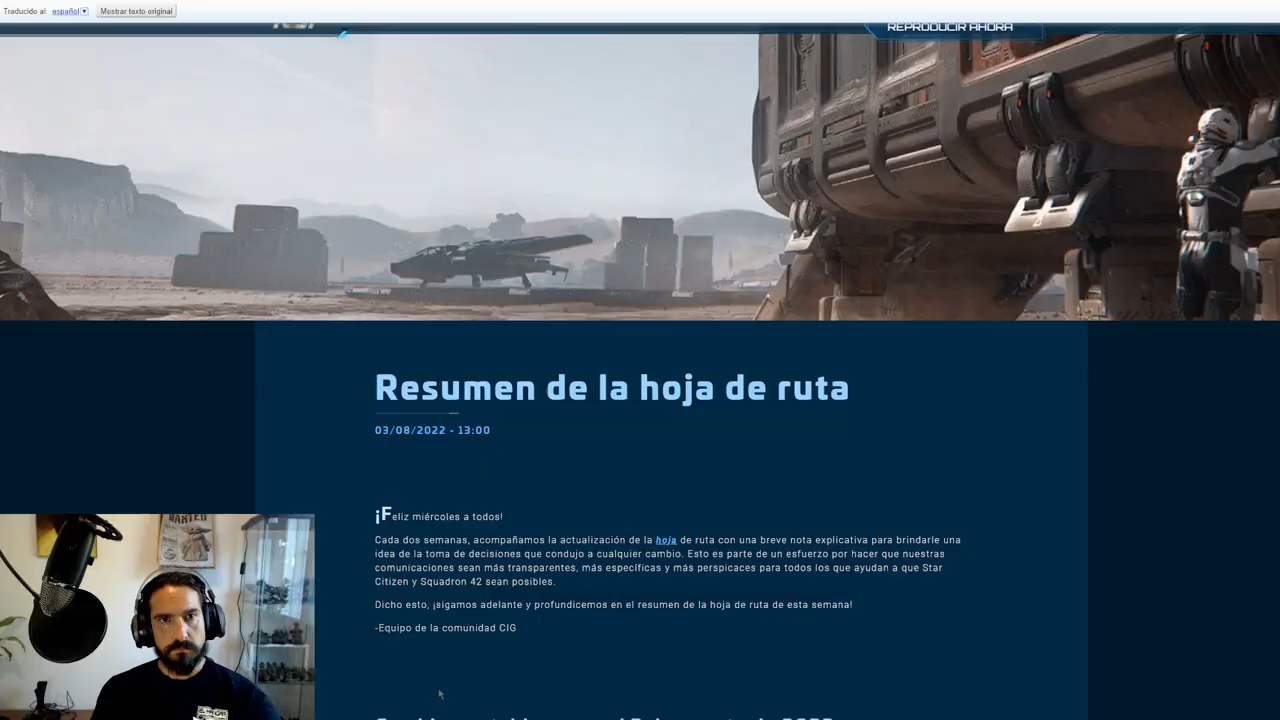 Traducido al: español Mostrar texto original
REPRODUCIR AHORA
Resumen de la hoja de ruta
03/08/2022 - 13:00
¡Feliz miércoles a todos!
Cada dos semanas, acompañamos la actualización de la hoja de ruta con una breve nota explicativa para brindarle una
idea de la toma de decisiones que condujo a cualquier cambio. Esto es parte de un esfuerzo por hacer que nuestras
comunicaciones sean más transparentes, más específicas y más perspicaces para todos los que ayudan a que Star
Citizen y Squadron 42 sean posibles.
Dicho esto, ¡sigamos adelante y profundicemos en el resumen de la hoja de ruta de esta semana!
-Equipo de la comunidad CIG
WANTED